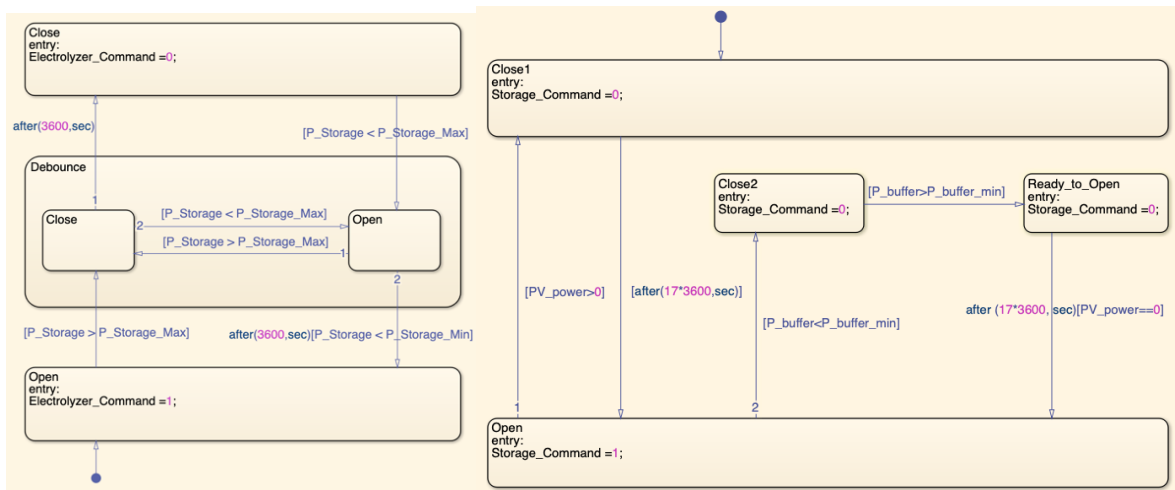 Close
entry:
Electrolyzer_Command =0;
after(3600,sec)
[P_Storage < P_Storage_Max]
Debounce
1
Close
2
[P_Storage < P_Storage_Max]
Open
[P_Storage > P_Storage_Max]
1
2
[P_Storage > P_Storage_Max]
after(3600,sec)[P_Storage < P_Storage_Min]
Open
entry:
Electrolyzer_Command =1;
Close1
entry:
Storage_Command =0;
Close2
entry:
Storage_Command =0;
[P_buffer>P_buffer_min]
Ready_to_Open
entry:
Storage_Command =0;
[PV_power>0]
[after(17*3600,sec)]
[P_buffer<P_buffer_min]
after (17*3600, sec)[PV_power==0]
1
2
Open
entry:
Storage_Command =1;